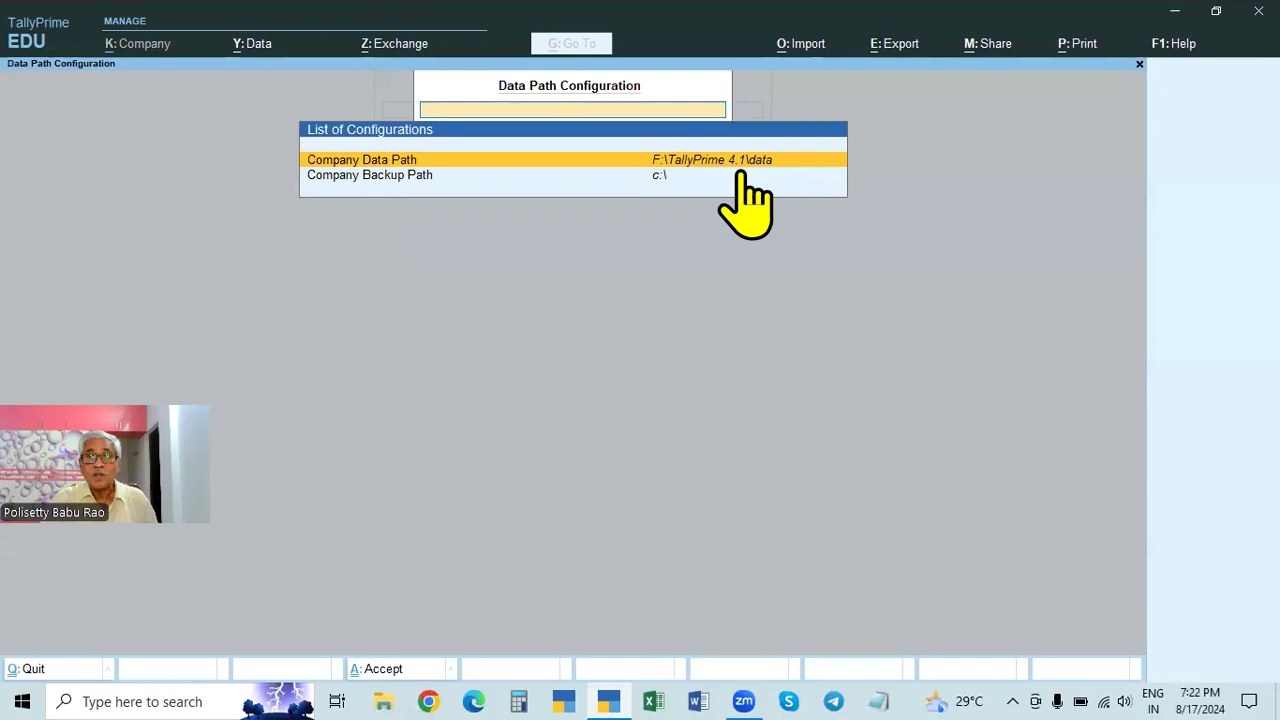 TallyPrime
EDU
MANAGE
K: Company
Y: Data
Z: Exchange
G: Go To
O: Import
E: Export
M: Share
P: Print
F1: Help
Data Path Configuration
Data Path Configuration
List of Configurations
Company Data Path F:\TallyPrime 4.1\data
Company Backup Path c:\
Polisetty Babu Rao
Q: Quit
A: Accept
Type here to search
29°C
ENG
IN
7:22 PM
8/17/2024